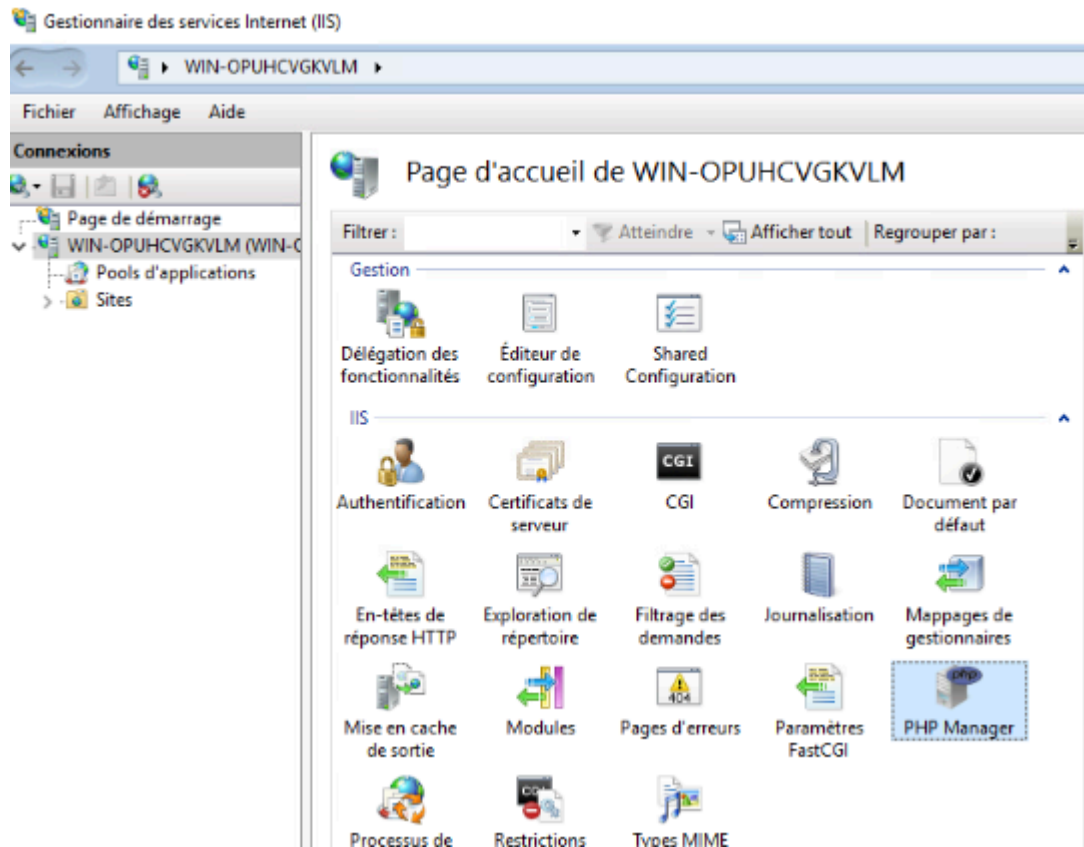 Gestionnaire des services Internet (IIS)
WIN-OPUHCVGKVLM
Fichier Affichage Aide
Connexions
Page de démarrage
WIN-OPUHCVGKVLM (WIN-C
Pools d'applications
Sites
Page d'accueil de WIN-OPUHCVGKVLM
Filtrer : Atteindre Afficher tout Regrouper par :
Gestion
Délégation des
fonctionnalités
Éditeur de
configuration
Shared
Configuration
IIS
Authentification
Certificats de
serveur
CGI
CGI
Compression
Document par
défaut
En-têtes de
réponse HTTP
Exploration de
répertoire
Filtrage des
demandes
Journalisation
Mappages de
gestionnaires
Mise en cache
de sortie
Modules
404
Pages d'erreurs
Paramètres
FastCGI
php
PHP Manager
Processus de
Restrictions
Types MIME